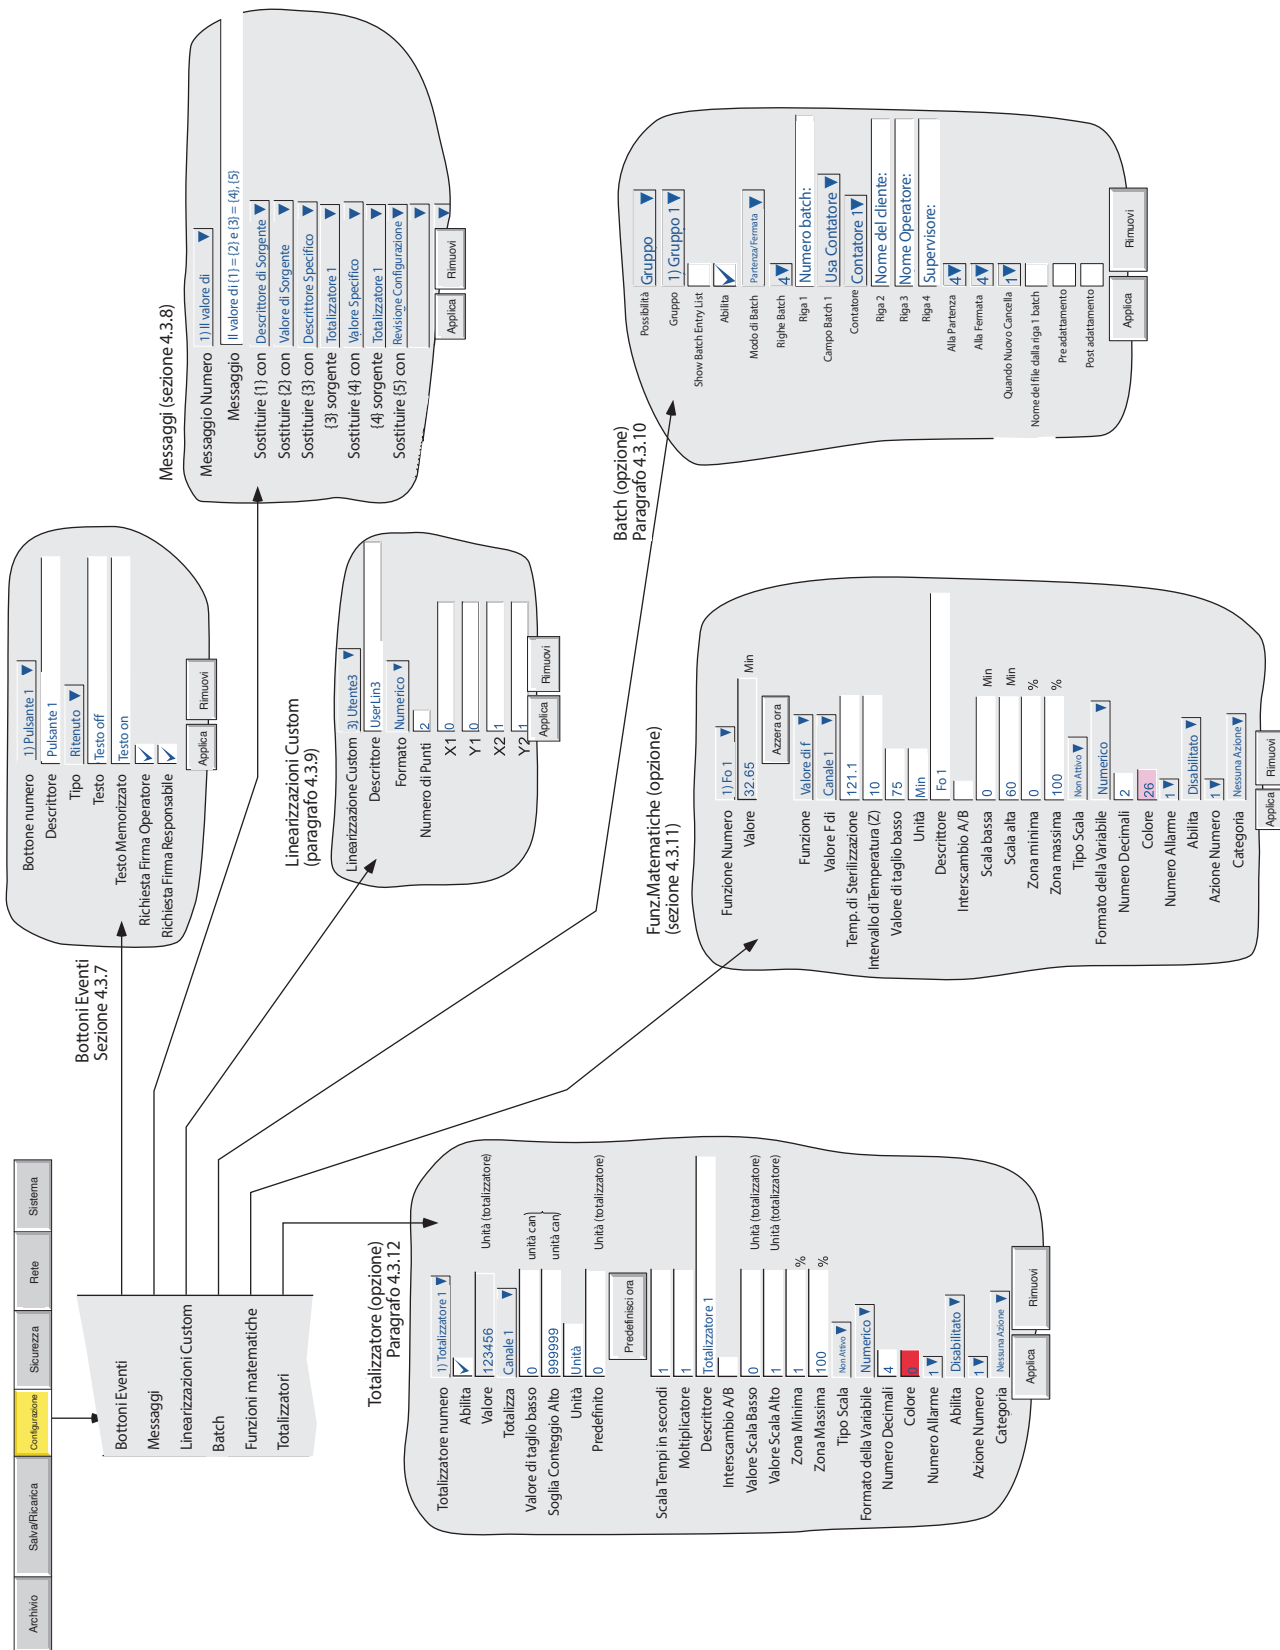 Archivio
Salva/Ricarica
Configurazione
Sicurezza
Rete
Sistema
Bottoni Eventi
Messaggi
Linearizzazioni Custom
Batch
Funzioni matematiche
Totalizzatori
Bottoni Eventi
Sezione 4.3.7
Bottone numero 1) Pulsante 1
Descrittore Pulsante 1
Tipo Ritenuto
Testo Testo off
Testo Memorizzato Testo on
Richiesta Firma Operatore
Richiesta Firma Responsabile
Applica Rimuovi
Messaggi (sezione 4.3.8)
Messaggio Numero 1) Il valore di
Messaggio Il valore di {1} = {2} e {3} = {4}, {5}
Sostituire {1} con Descrittore di Sorgente
Sostituire {2} con Valore di Sorgente
Sostituire {3} con Descrittore Specifico
{3} sorgente Totalizzatore 1
Sostituire {4} con Valore Specifico
{4} sorgente Totalizzatore 1
Sostituire {5} con Revisione Configurazione
Applica Rimuovi
Linearizzazioni Custom
(paragrafo 4.3.9)
Linearizzazione Custom 3) Utente3
Descrittore UserLin3
Formato Numerico
Numero di Punti 2
X1 0
Y1 0
X2 1
Y2 1
Applica Rimuovi
Batch (opzione)
Paragrafo 4.3.10
Possibilità Gruppo
Gruppo 1) Gruppo 1
Show Batch Entry List
Abilita
Modo di Batch Partenza/Fermata
Righe Batch 4
Riga 1 Numero batch:
Campo Batch 1 Usa Contatore
Contatore Contatore 1
Riga 2 Nome del cliente:
Riga 3 Nome Operatore:
Riga 4 Supervisore:
Alla Partenza 4
Alla Fermata 4
Quando Nuovo Cancella 1
Nome del file dalla riga 1 batch
Pre adattamento
Post adattamento
Applica Rimuovi
Funz.Matematiche (opzione)
(sezione 4.3.11)
Funzione Numero 1) Fo 1
Valore 32.65 Min
Azzera ora
Funzione Valore di f
Valore F di Canale 1
Temp. di Sterilizzazione 121.1
Intervallo di Temperatura (Z) 10
Valore di taglio basso 75
Unità Min
Descrittore Fo 1
Interscambio A/B
Scala bassa 0 Min
Scala alta 60 Min
Zona minima 0 %
Zona massima 100 %
Tipo Scala Non Attivo
Formato della Variabile Numerico
Numero Decimali 2
Colore 26
Numero Allarme 1
Abilita Disabilitato
Azione Numero 1
Categoria Nessuna Azione
Applica Rimuovi
Totalizzatore (opzione)
Paragrafo 4.3.12
Totalizzatore numero 1) Totalizzatore 1
Abilita
Valore 123456 Unità (totalizzatore)
Totalizza Canale 1
Valore di taglio basso 0 unità can
Soglia Conteggio Alto 999999 unità can
Unità Unità
Predefinito 0 Unità (totalizzatore)
Predefinisci ora
Scala Tempi in secondi 1
Moltiplicatore 1
Descrittore Totalizzatore 1
Interscambio A/B
Valore Scala Basso 0 Unità (totalizzatore)
Valore Scala Alto 1 Unità (totalizzatore)
Zona Minima 1 %
Zona Massima 100 %
Tipo Scala Non Attivo
Formato della Variabile Numerico
Numero Decimali 4
Colore 0
Numero Allarme 1
Abilita Disabilitato
Azione Numero 1
Categoria Nessuna Azione
Applica Rimuovi